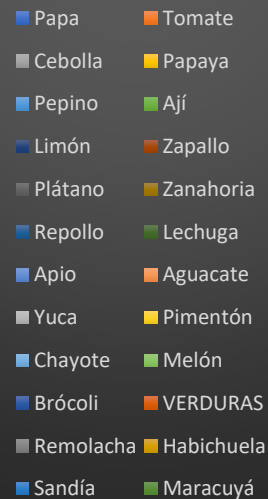 Papa Tomate
Cebolla Papaya
Pepino Ají
Limón Zapallo
Plátano Zanahoria
Repollo Lechuga
Apio Aguacate
Yuca Pimentón
Chayote Melón
Brócoli VERDURAS
Remolacha Habichuela
Sandía Maracuyá